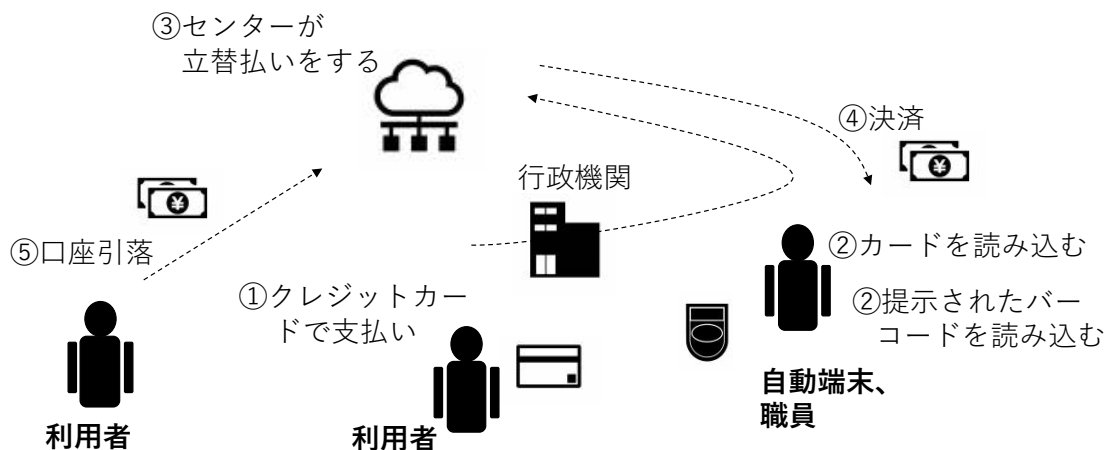 ③センターが
立替払いをする
④決済
行政機関
⑤口座引落
②カードを読み込む
①クレジットカー
ドで支払い
②提示されたバー
コードを読み込む
自動端末、
職員
利用者
利用者
¥
¥